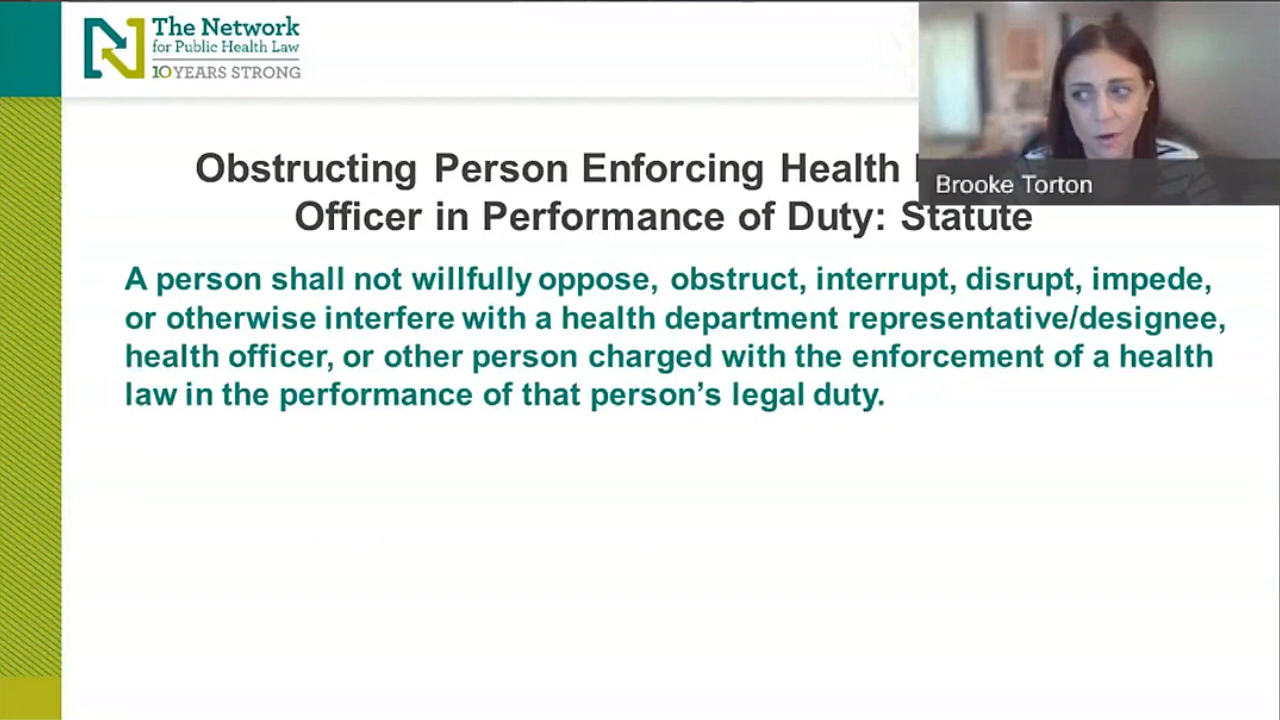 The Network
for Public Health Law
10 YEARS STRONG
Obstructing Person Enforcing Health
Officer in Performance of Duty: Statute
Brooke Torton
A person shall not willfully oppose, obstruct, interrupt, disrupt, impede,
or otherwise interfere with a health department representative/designee,
health officer, or other person charged with the enforcement of a health
law in the performance of that person’s legal duty.